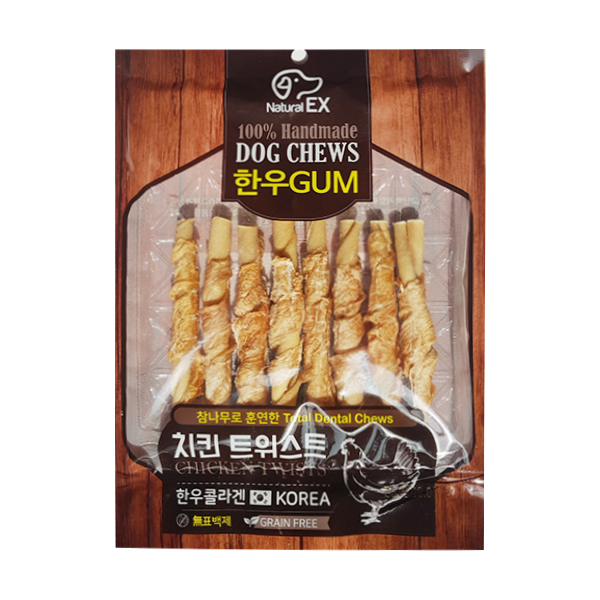 Natural EX
100% Handmade
DOG CHEWS
한우GUM
참나무로 훈연한 Total Dental Chews
치킨 트위스트
CHICKEN TWISTS
한우콜라겐 KOREA
無표백제
GRAIN FREE